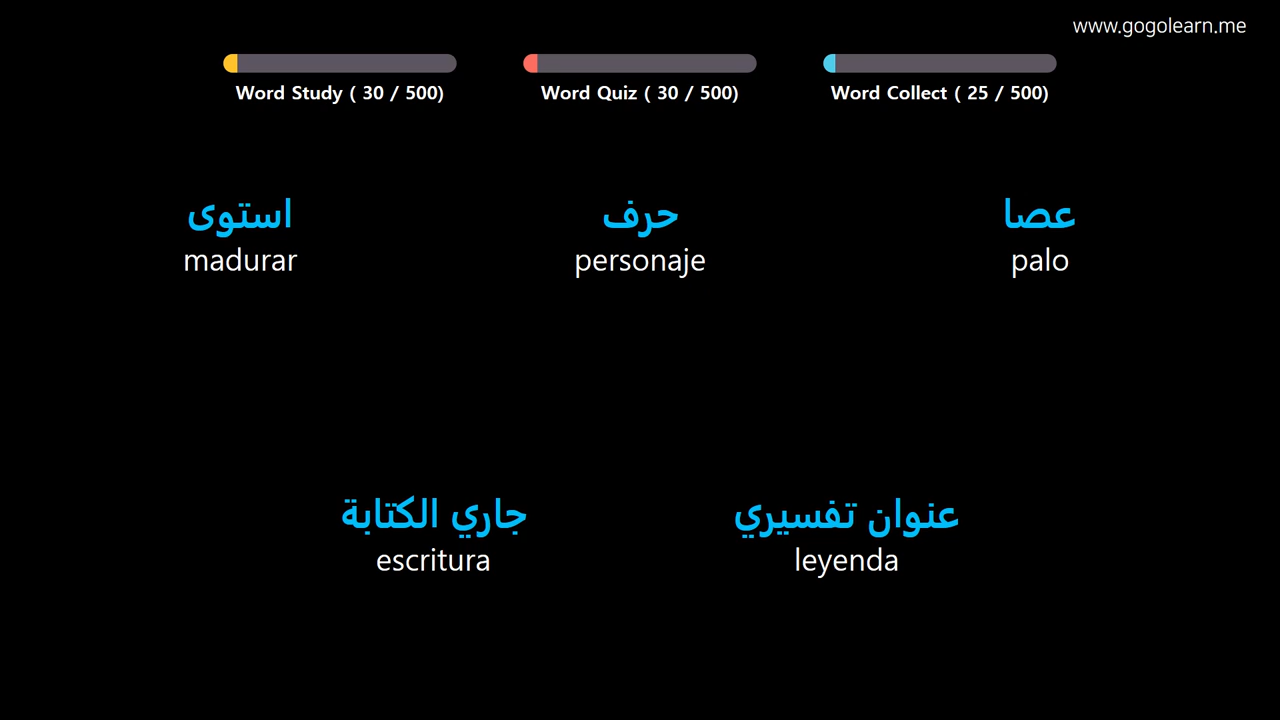 www.gogolearn.me
Word Study ( 30 / 500)
Word Quiz ( 30 / 500)
Word Collect ( 25 / 500)
استوى
madurar
حرف
personaje
عصا
palo
جاري الكتابة
escritura
عنوان تفسيري
leyenda